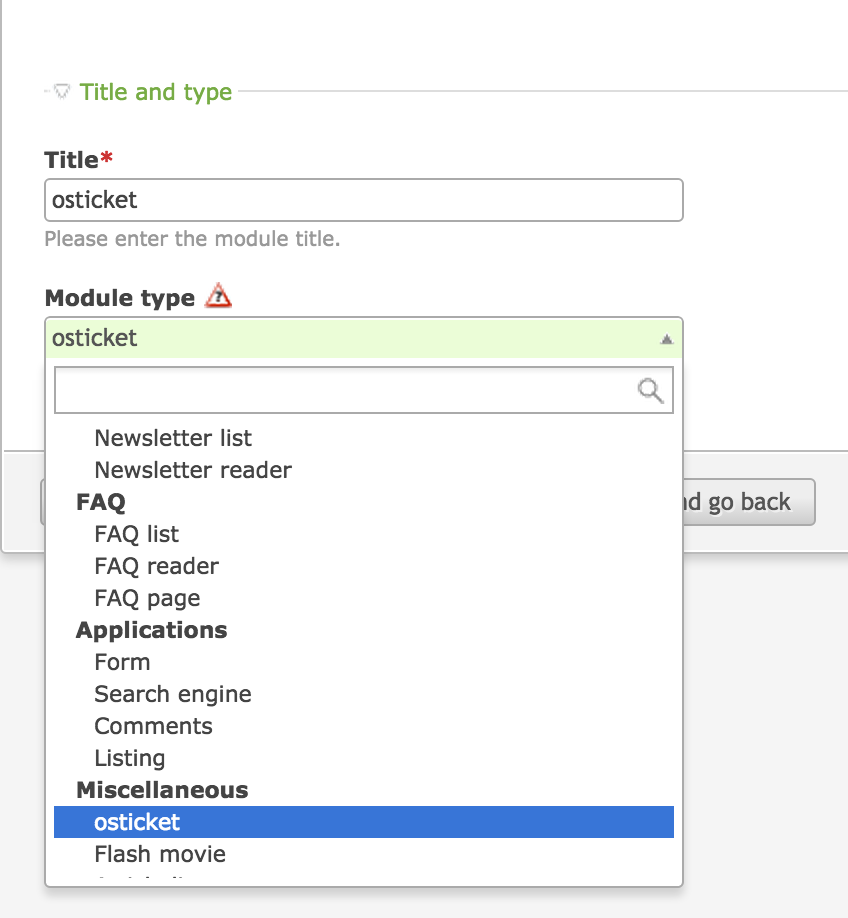 Title and type
Title*
osticket
Please enter the module title.
Module type
osticket
Newsletter list
Newsletter reader
FAQ
nd go back
FAQ list
FAQ reader
FAQ page
Applications
Form
Search engine
Comments
Listing
Miscellaneous
osticket
Flash movie